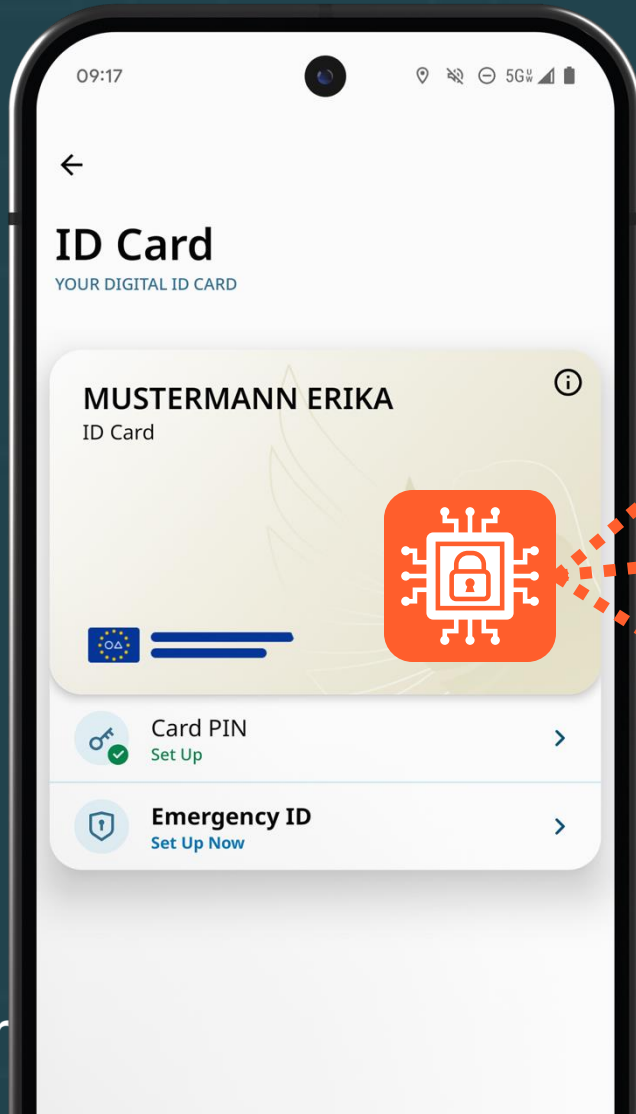 09:17
5G
ID Card
YOUR DIGITAL ID CARD
MUSTERMANN ERIKA
ID Card
Card PIN
Set Up
Emergency ID
Set Up Now